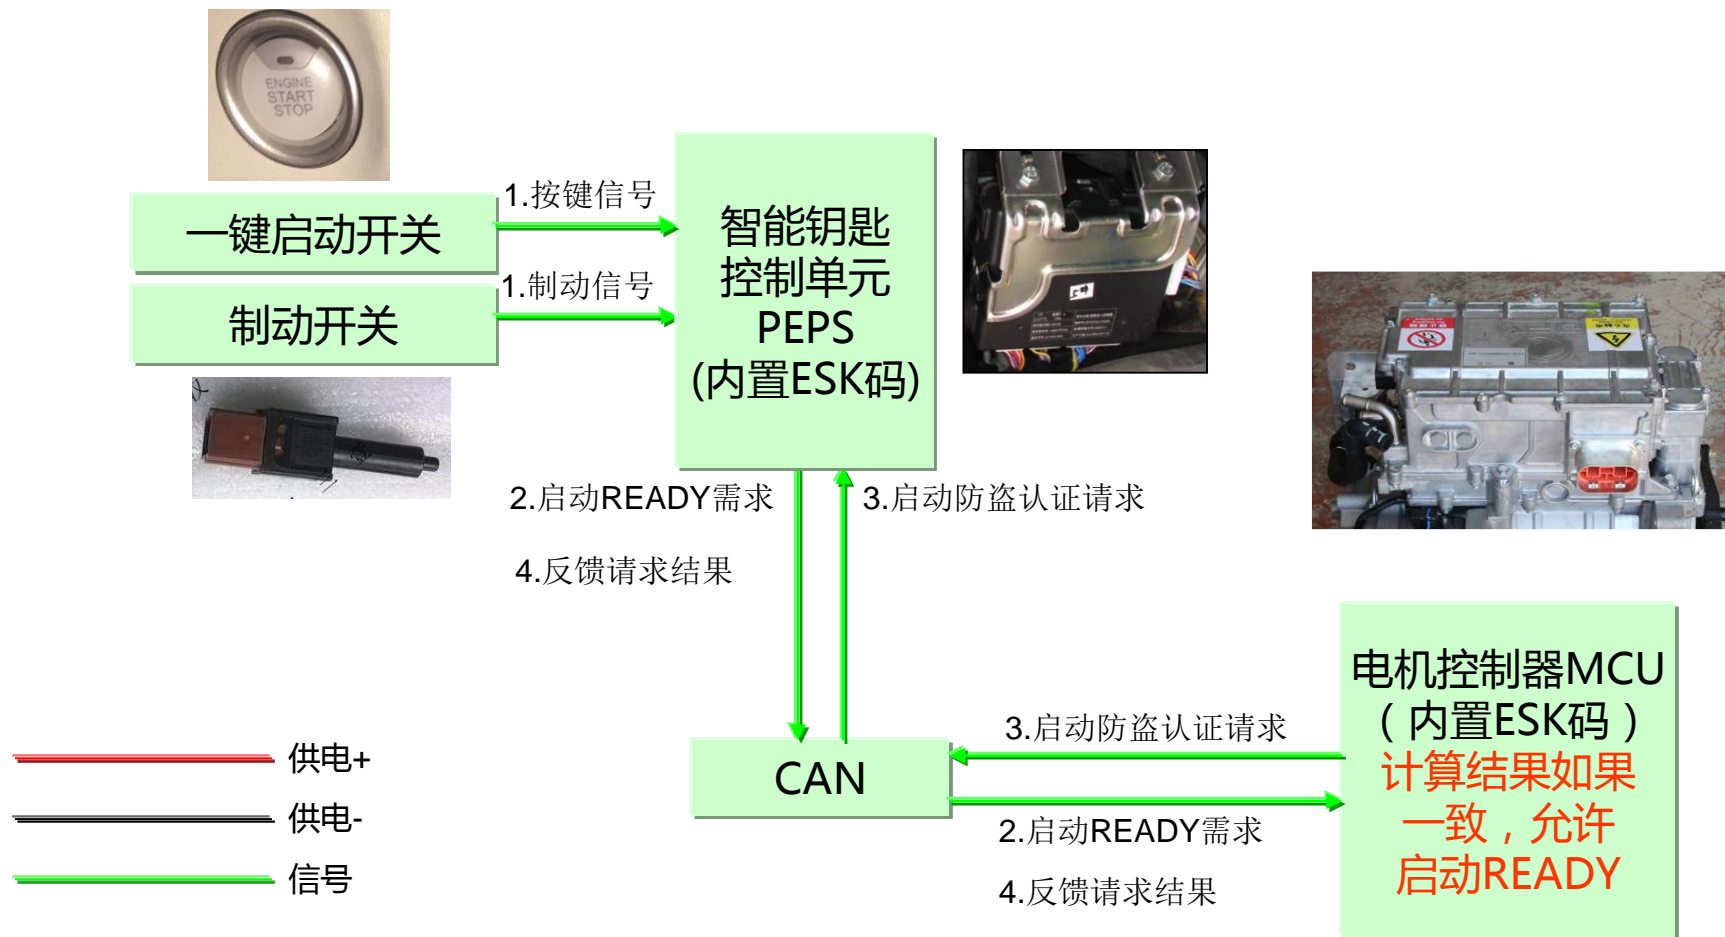 ENGINE
START
STOP
一键启动开关
制动开关
1.按键信号
1.制动信号
智能钥匙
控制单元
PEPS
(内置ESK码)
2.启动READY需求
3.启动防盗认证请求
4.反馈请求结果
CAN
3.启动防盗认证请求
2.启动READY需求
4.反馈请求结果
电机控制器MCU
（内置ESK码）
计算结果如果
一致，允许
启动READY
供电+
供电-
信号